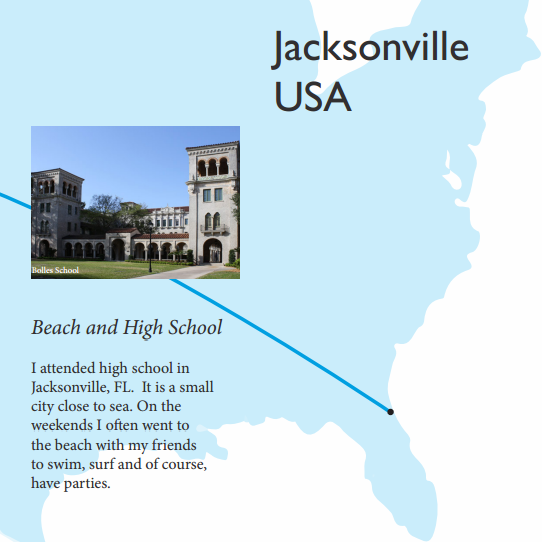 Jacksonville
USA
Bolles School
Beach and High School
I attended high school in
Jacksonville, FL.  It is a small
city close to sea. On the
weekends I often went to
the beach with my friends
to swim, surf and of course,
have parties.